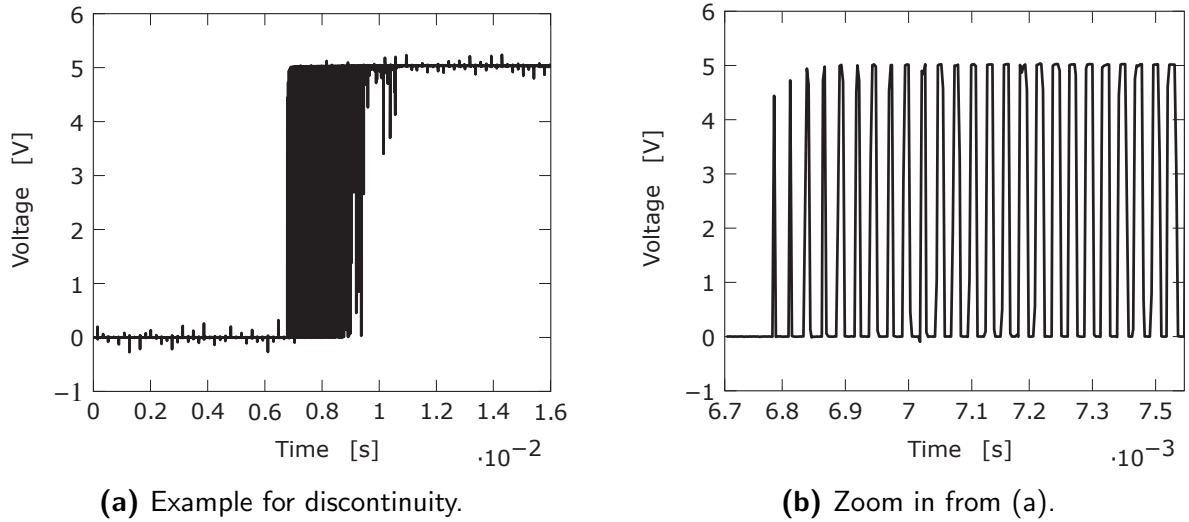 6
5
4
3
2
1
0
−1
Voltage [V]
0 0.2 0.4 0.6 0.8 1 1.2 1.4 1.6
Time [s]
·10−2
(a) Example for discontinuity.
6
5
4
3
2
1
0
−1
Voltage [V]
6.7 6.8 6.9 7 7.1 7.2 7.3 7.5
Time [s]
·10−3
(b) Zoom in from (a).